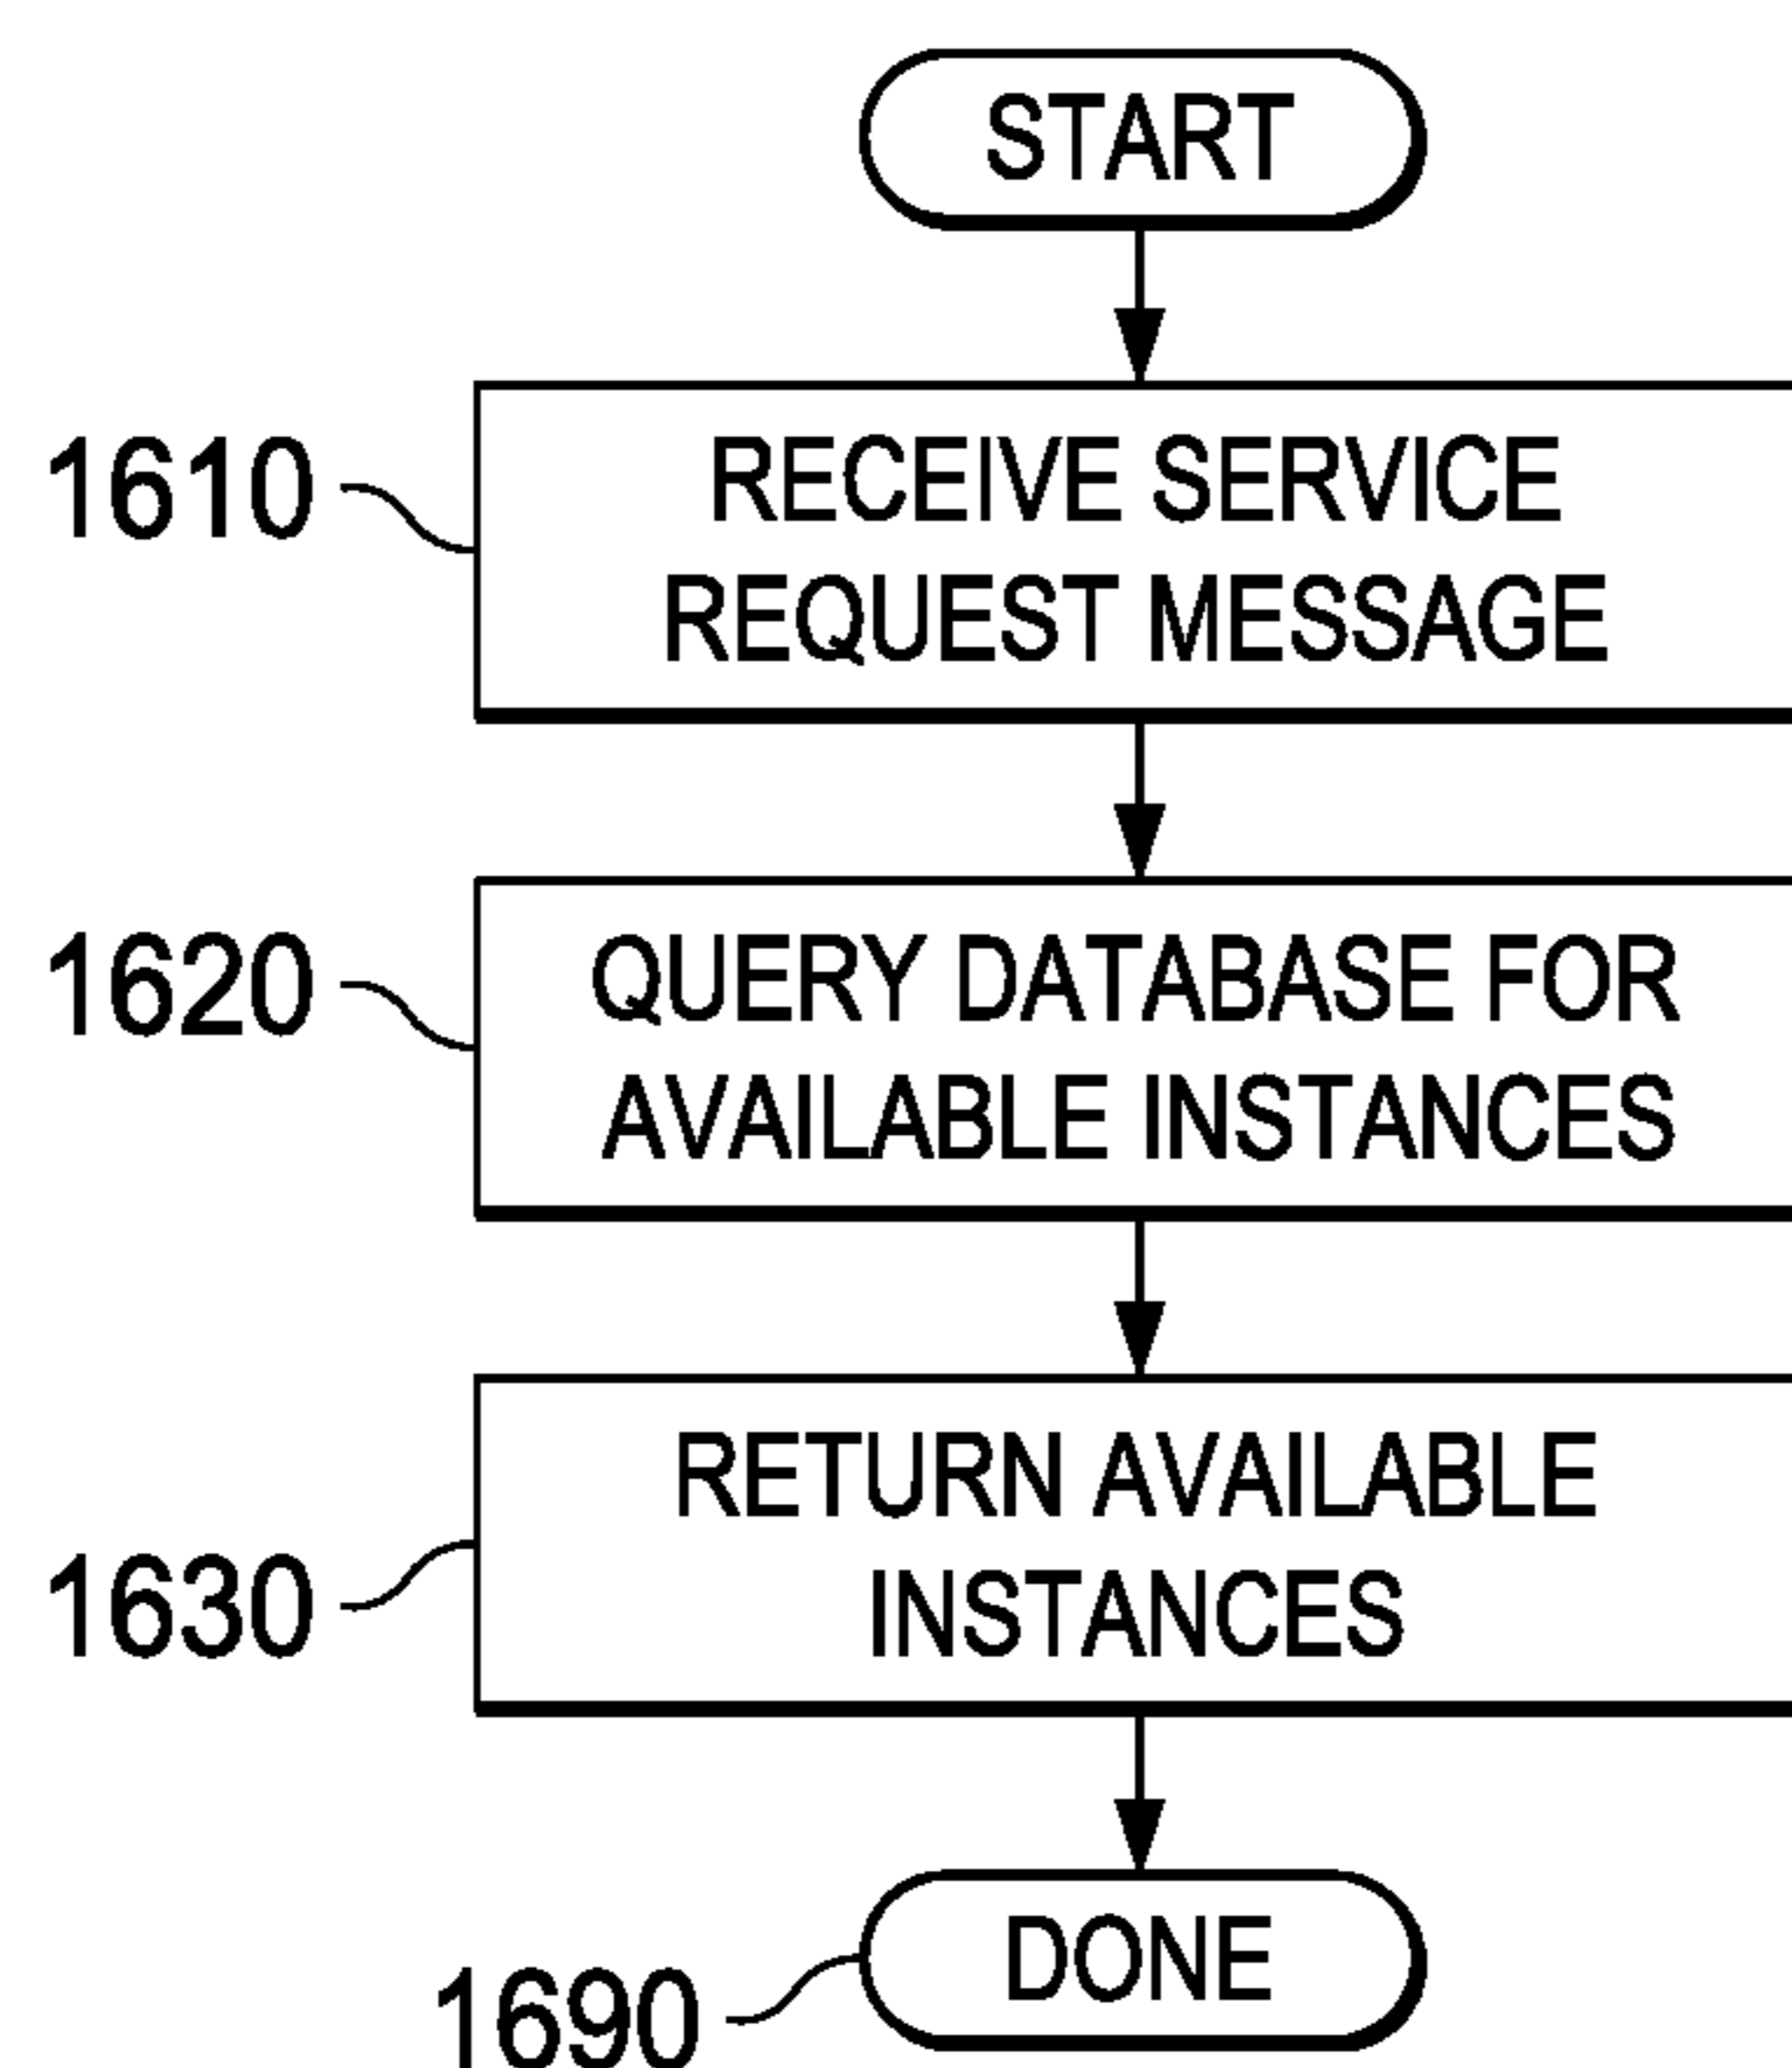 START
1610
RECEIVE SERVICE
REQUEST MESSAGE
1620
QUERY DATABASE FOR
AVAILABLE INSTANCES
1630
RETURN AVAILABLE
INSTANCES
1690
DONE